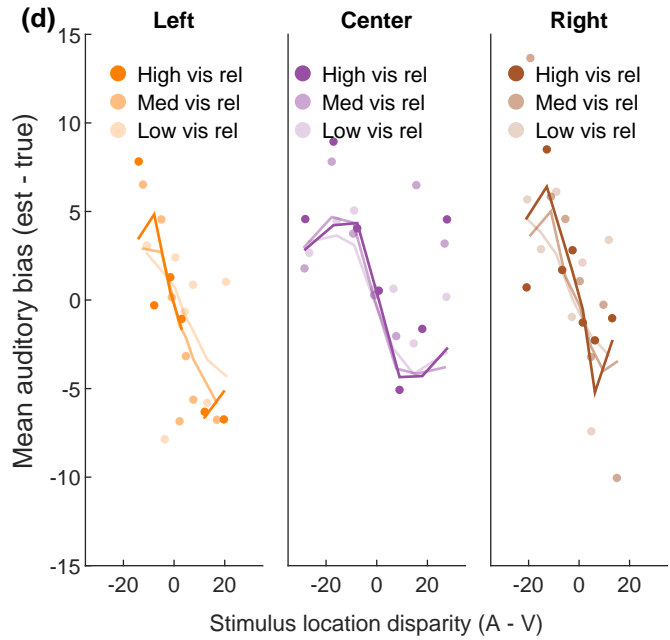 (d) Left Center Right
15
High vis rel High vis rel High vis rel
Med vis rel Med vis rel Med vis rel
10
Low vis rel Low vis rel Low vis rel
5
0
-5
-10
-15
Mean auditory bias (est - true)
-20 0 20 -20 0 20 -20 0 20
Stimulus location disparity (A - V)